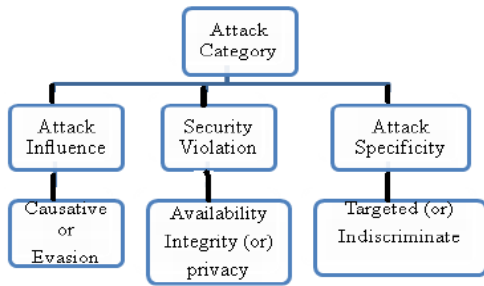 Attack
Category
Attack
Influence
Security
Violation
Attack
Specificity
Causative
or
Evasion
Availability
Integrity (or)
privacy
Targeted (or)
Indiscriminate